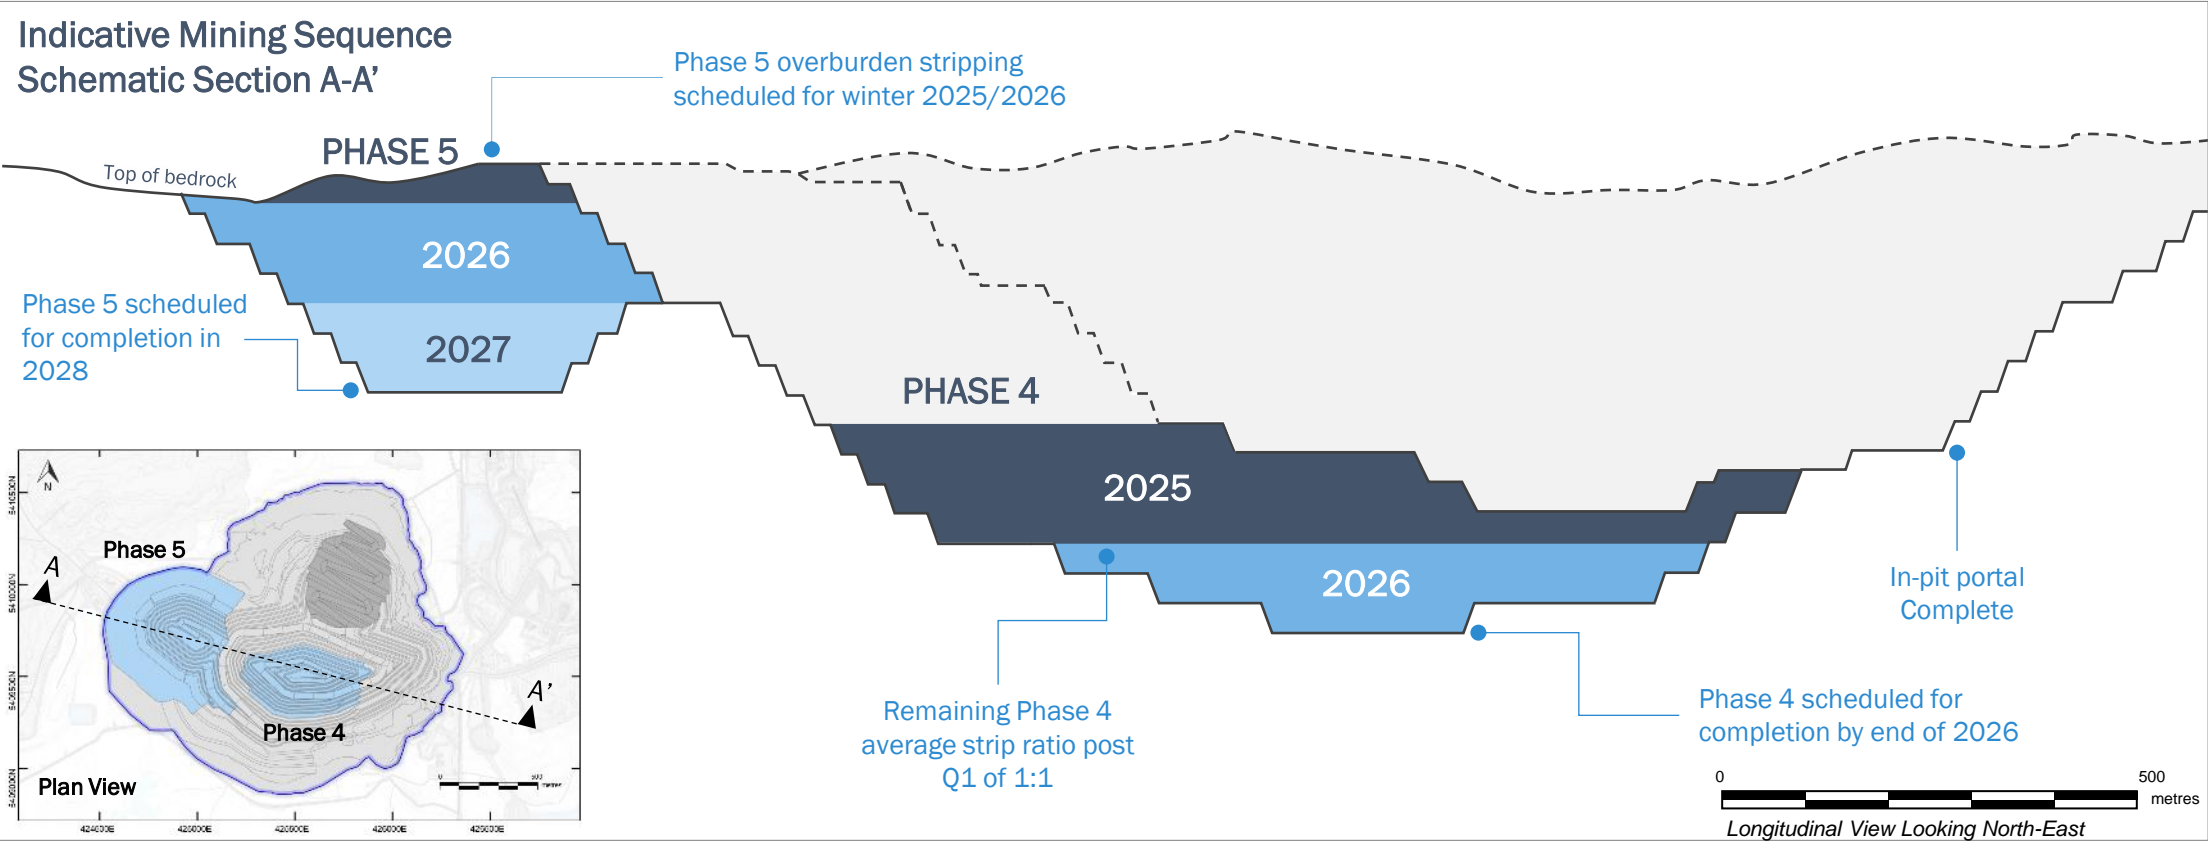 Indicative Mining Sequence
Schematic Section A-A’
Phase 5 overburden stripping
scheduled for winter 2025/2026
PHASE 5
Top of bedrock
2026
2027
Phase 5 scheduled
for completion in
2028
PHASE 4
2025
2026
In-pit portal
Complete
Remaining Phase 4
average strip ratio post
Q1 of 1:1
Phase 4 scheduled for
completion by end of 2026
0 500
metres
Longitudinal View Looking North-East
N
Phase 5
A
A’
Phase 4
Plan View
0 500
metres